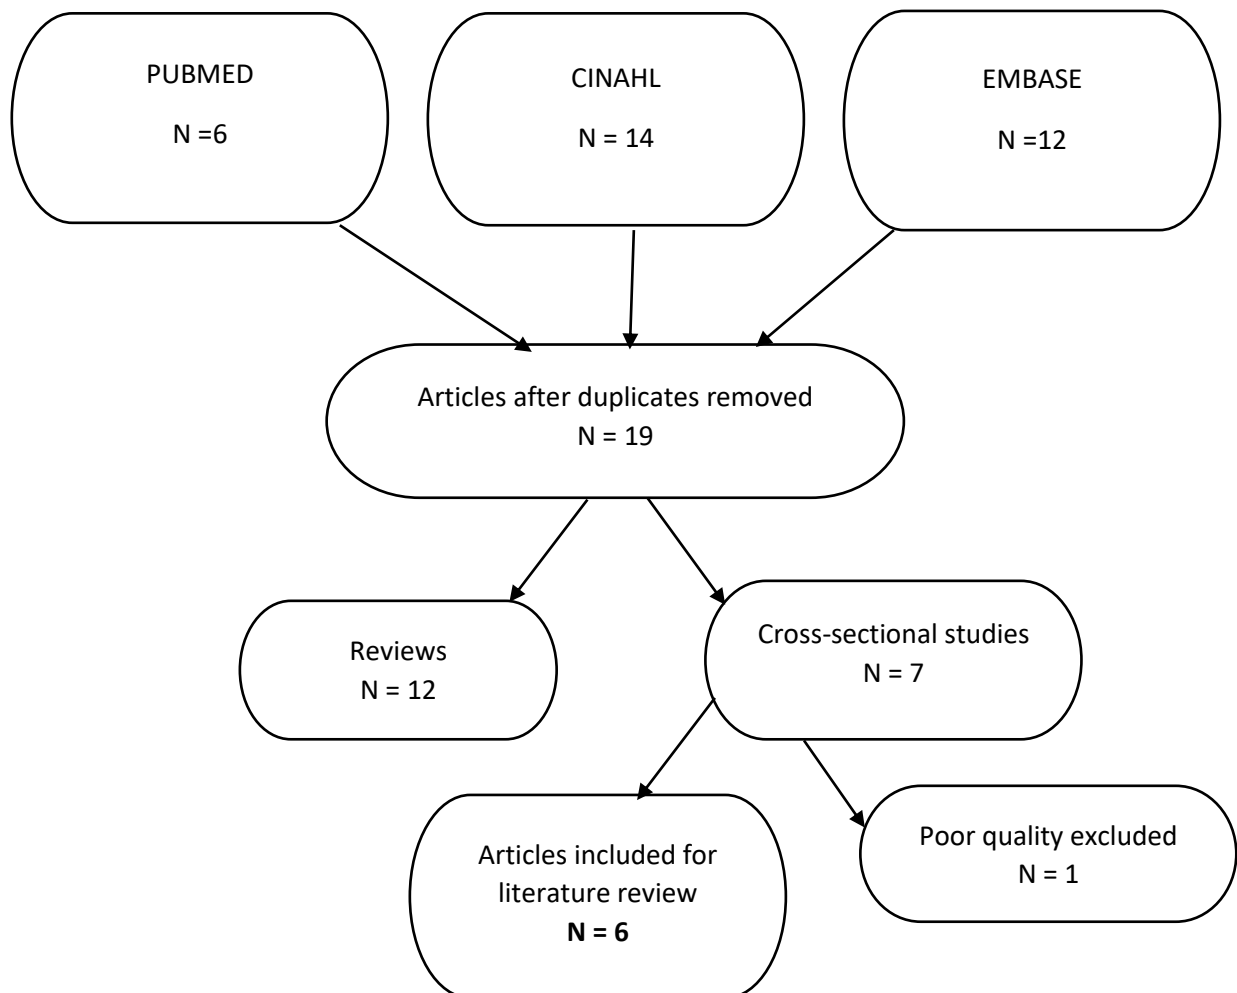 PUBMED
N =6
CINAHL
N = 14
EMBASE
N =12
Articles after duplicates removed
N = 19
Reviews
N = 12
Cross-sectional studies
N = 7
Articles included for
literature review
N = 6
Poor quality excluded
N = 1